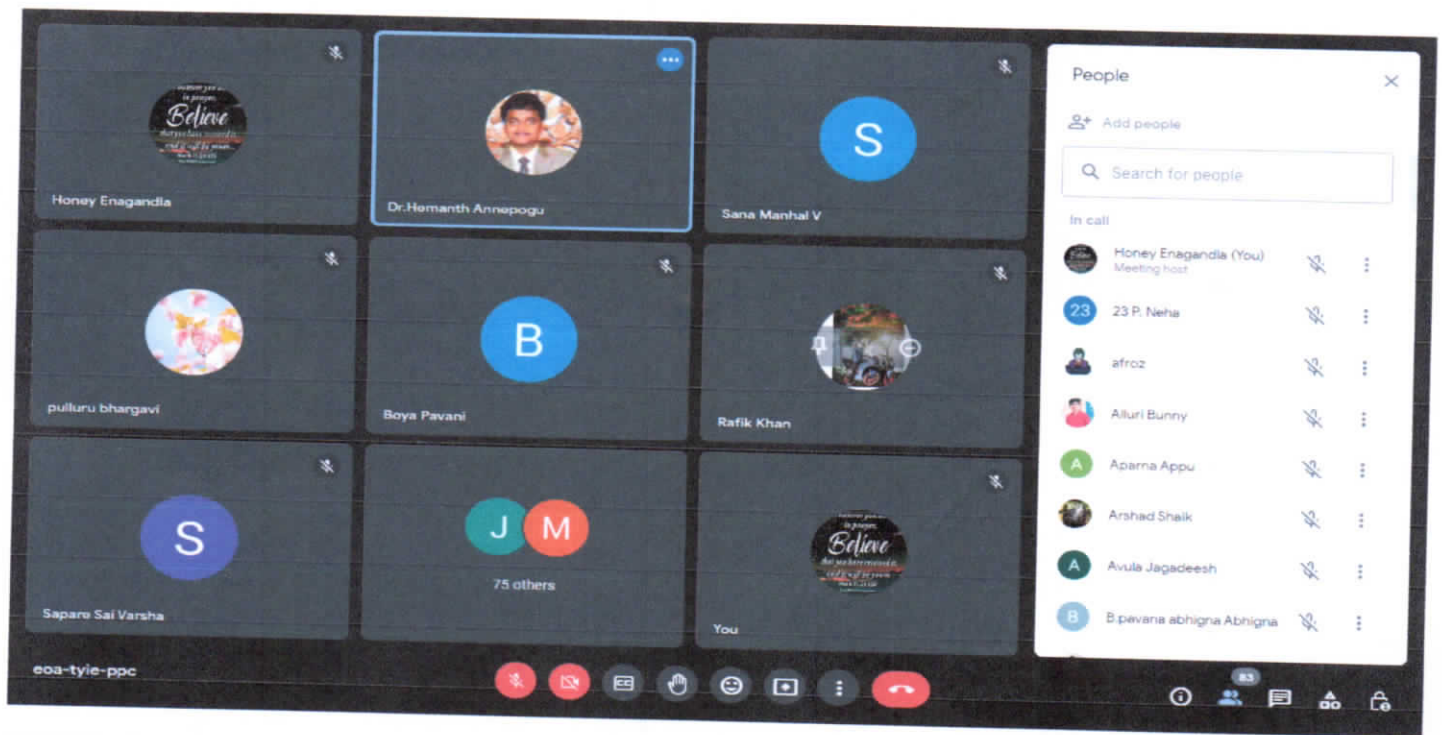 Believe
Honey Enagandla
Dr.Hemanth Annepogu
S
Sana Manhal V
pulluru bhargavi
B
Boya Pavani
Rafik Khan
S
Sapare Sai Varsha
J M
75 others
Believe
You
eoa-tyie-ppc
CC
People
Add people
Search for people
In call
Honey Enagandla (You)
Meeting host
23 23 P. Neha
afroz
Alluri Bunny
A Aparna Appu
Arshad Shaik
A Avula Jagadeesh
B B.pavana abhigna Abhigna
83